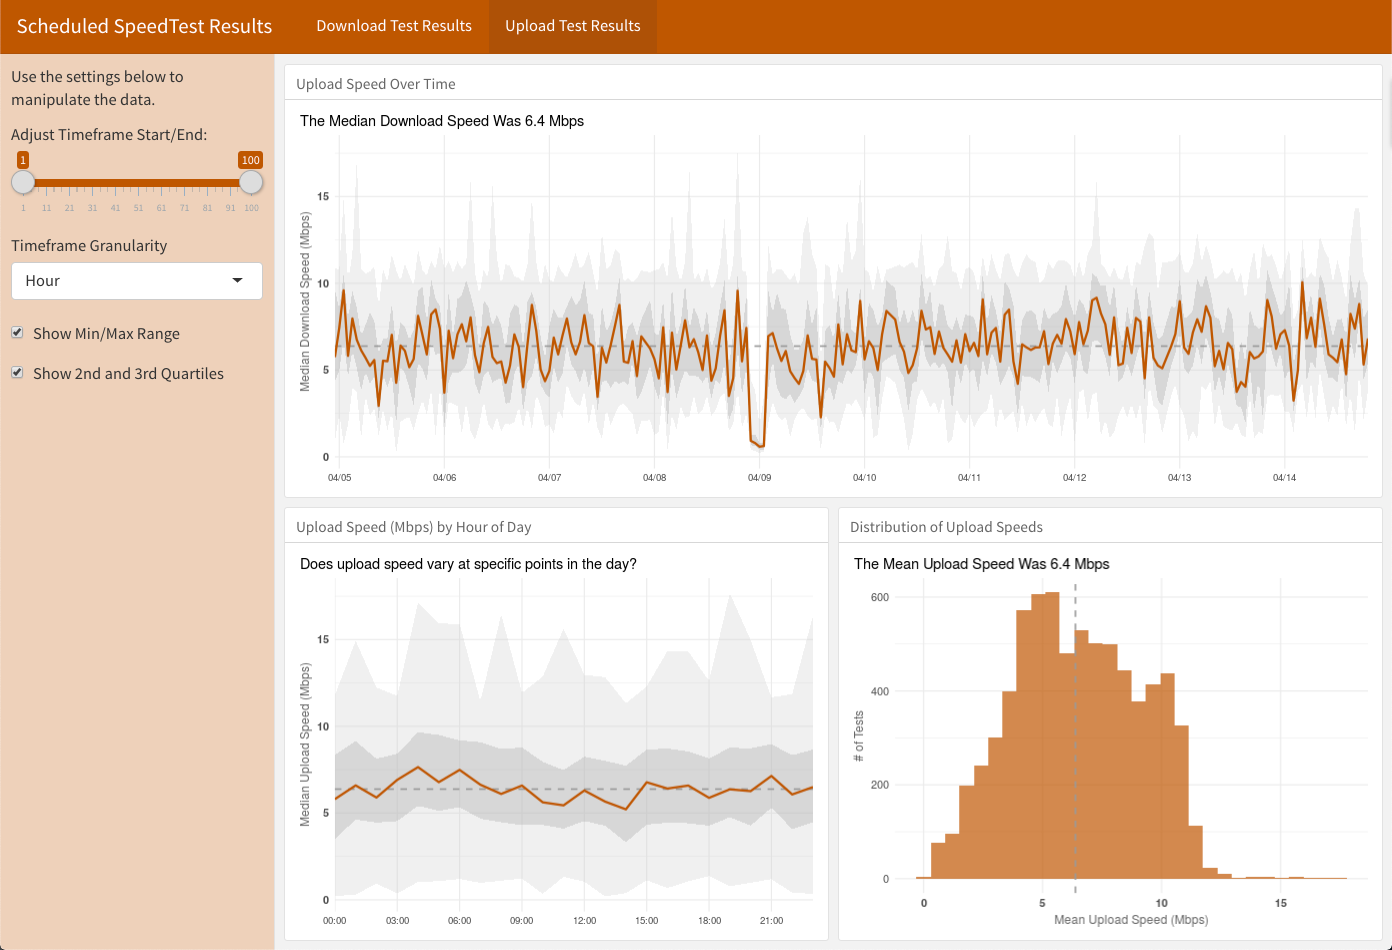 Scheduled SpeedTest Results
Download Test Results
Upload Test Results
Use the settings below to
manipulate the data.
Adjust Timeframe Start/End:
1 100
1 11 21 31 41 51 61 71 81 91 100
Timeframe Granularity
Hour
Show Min/Max Range
Show 2nd and 3rd Quartiles
Upload Speed Over Time
The Median Download Speed Was 6.4 Mbps
Median Download Speed (Mbps)
15
10
5
0
04/05 04/06 04/07 04/08 04/09 04/10 04/11 04/12 04/13 04/14
Upload Speed (Mbps) by Hour of Day
Does upload speed vary at specific points in the day?
Median Upload Speed (Mbps)
15
10
5
0
00:00 03:00 06:00 09:00 12:00 15:00 18:00 21:00
Distribution of Upload Speeds
The Mean Upload Speed Was 6.4 Mbps
# of Tests
600
400
200
0
0 5 10 15
Mean Upload Speed (Mbps)